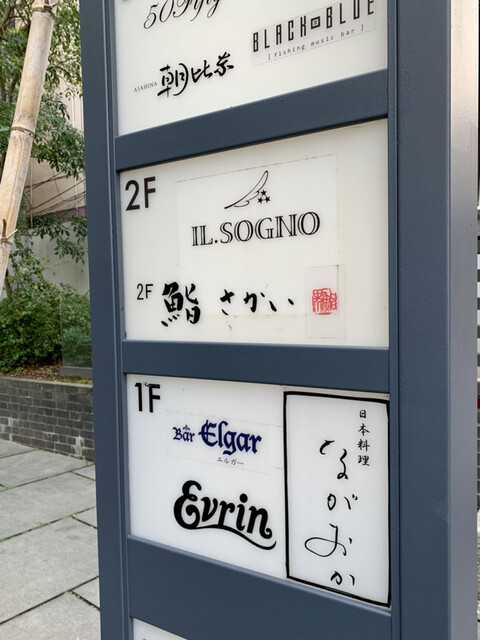 50Fifty
BLACK BLUE
[ fishing music bar ]
ASAHINA 朝比奈
2F
IL.SOGNO
2F 鮨 さかい
1F
Bar Elgar
エルガー
Evrin
日本料理
ながおか